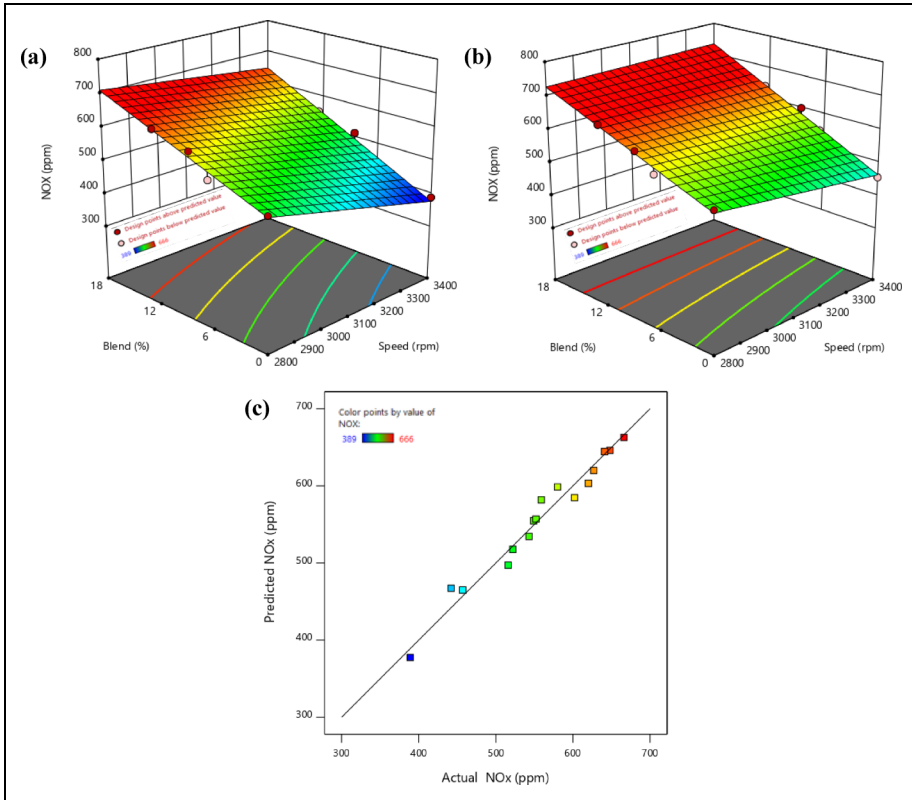 (a)
800
700
600
500
400
300
NOX (ppm)
Design points above predicted value
Design points below predicted value
389 666
18
12
6
0
Blend (%)
2800
2900
3000
3100
3200
3300
3400
Speed (rpm)
(b)
800
700
600
500
400
300
NOX (ppm)
Design points above predicted value
Design points below predicted value
389 666
18
12
6
0
Blend (%)
2800
2900
3000
3100
3200
3300
3400
Speed (rpm)
(c)
Color points by value of
NOX:
389 666
700
600
500
400
300
Predicted NOx (ppm)
300 400 500 600 700
Actual NOx (ppm)